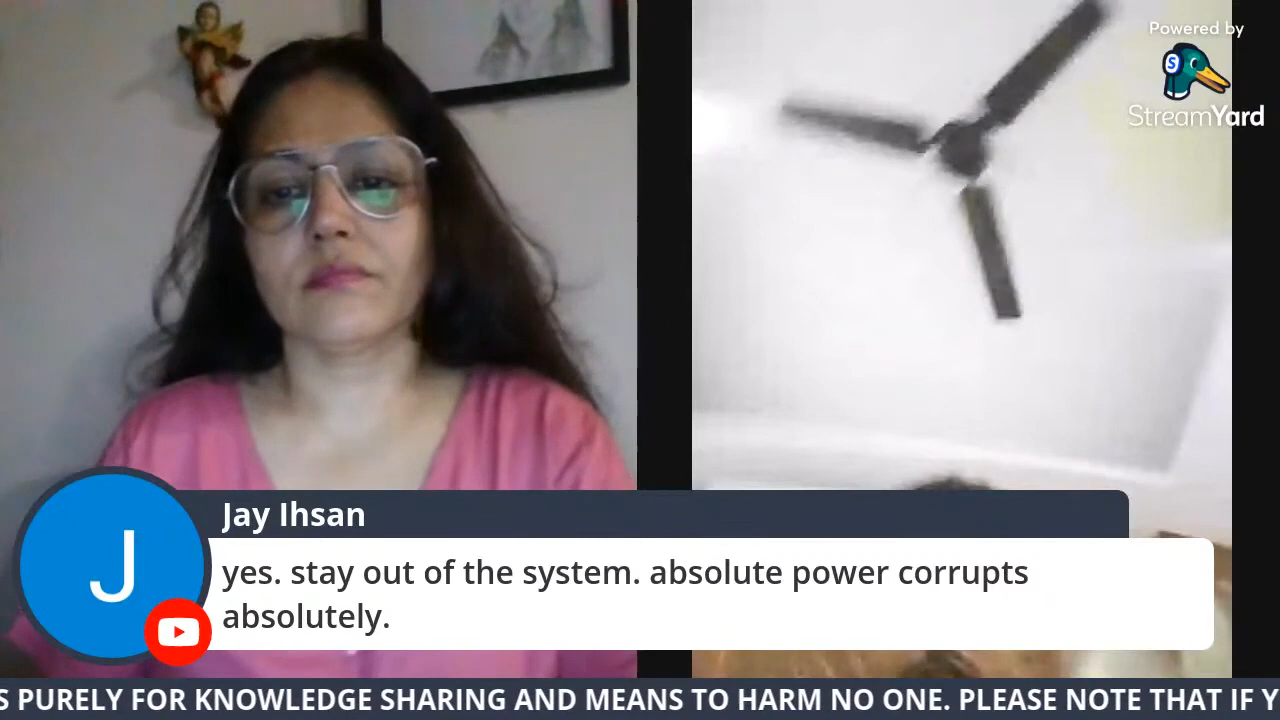 Powered by
StreamYard
Jay Ihsan
J
yes. stay out of the system. absolute power corrupts
absolutely.
S PURELY FOR KNOWLEDGE SHARING AND MEANS TO HARM NO ONE. PLEASE NOTE THAT IF Y